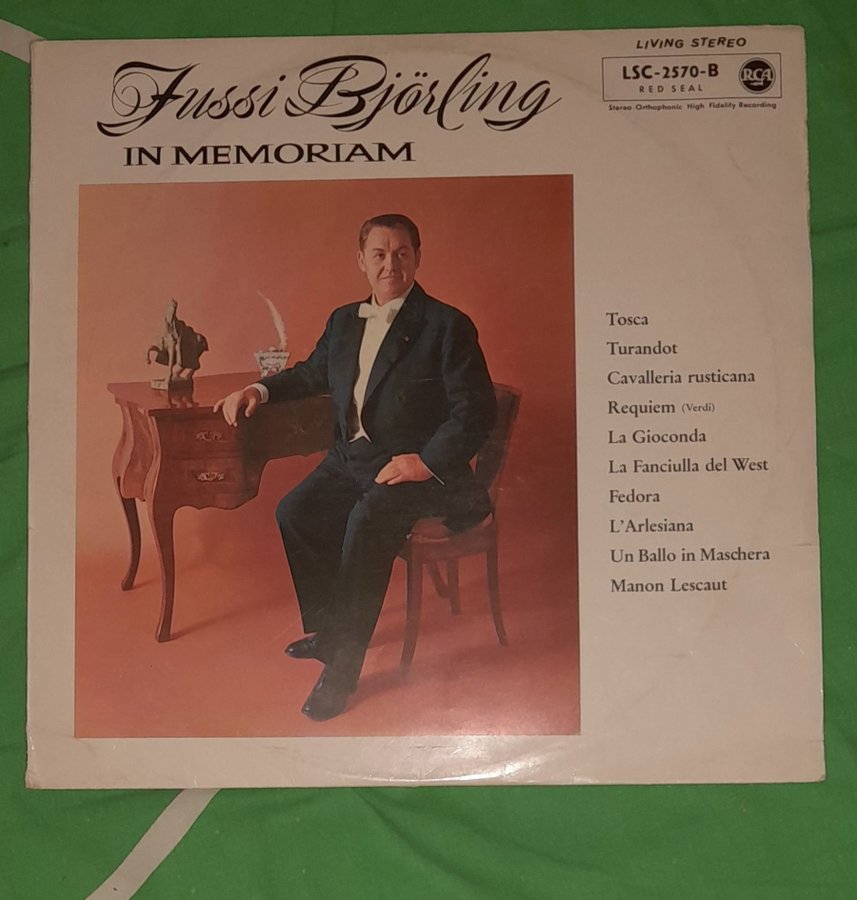 LIVING STEREO
LSC-2570-B
RED SEAL
RCA
Stereo Orthophonic High Fidelity Recording
Jussi Björling
IN MEMORIAM
Tosca
Turandot
Cavalleria rusticana
Requiem (Verdi)
La Gioconda
La Fanciulla del West
Fedora
L'Arlesiana
Un Ballo in Maschera
Manon Lescaut